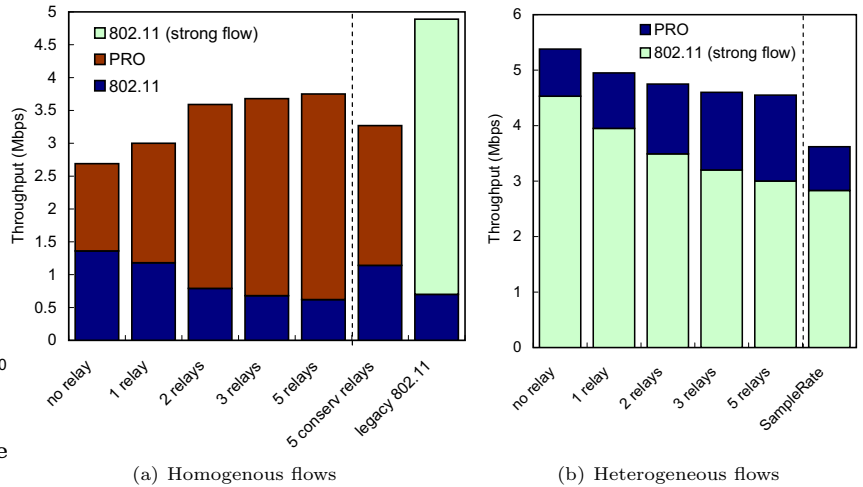 5
4.5
4
3.5
3
2.5
2
1.5
1
0.5
0
Throughput (Mbps)
802.11 (strong flow)
PRO
802.11
no relay
1 relay
2 relays
3 relays
5 relays
5 conserv relays
legacy 802.11
(a) Homogenous flows
6
5
4
3
2
1
0
Throughput (Mbps)
PRO
802.11 (strong flow)
no relay
1 relay
2 relays
3 relays
5 relays
SampleRate
(b) Heterogeneous flows
0
e